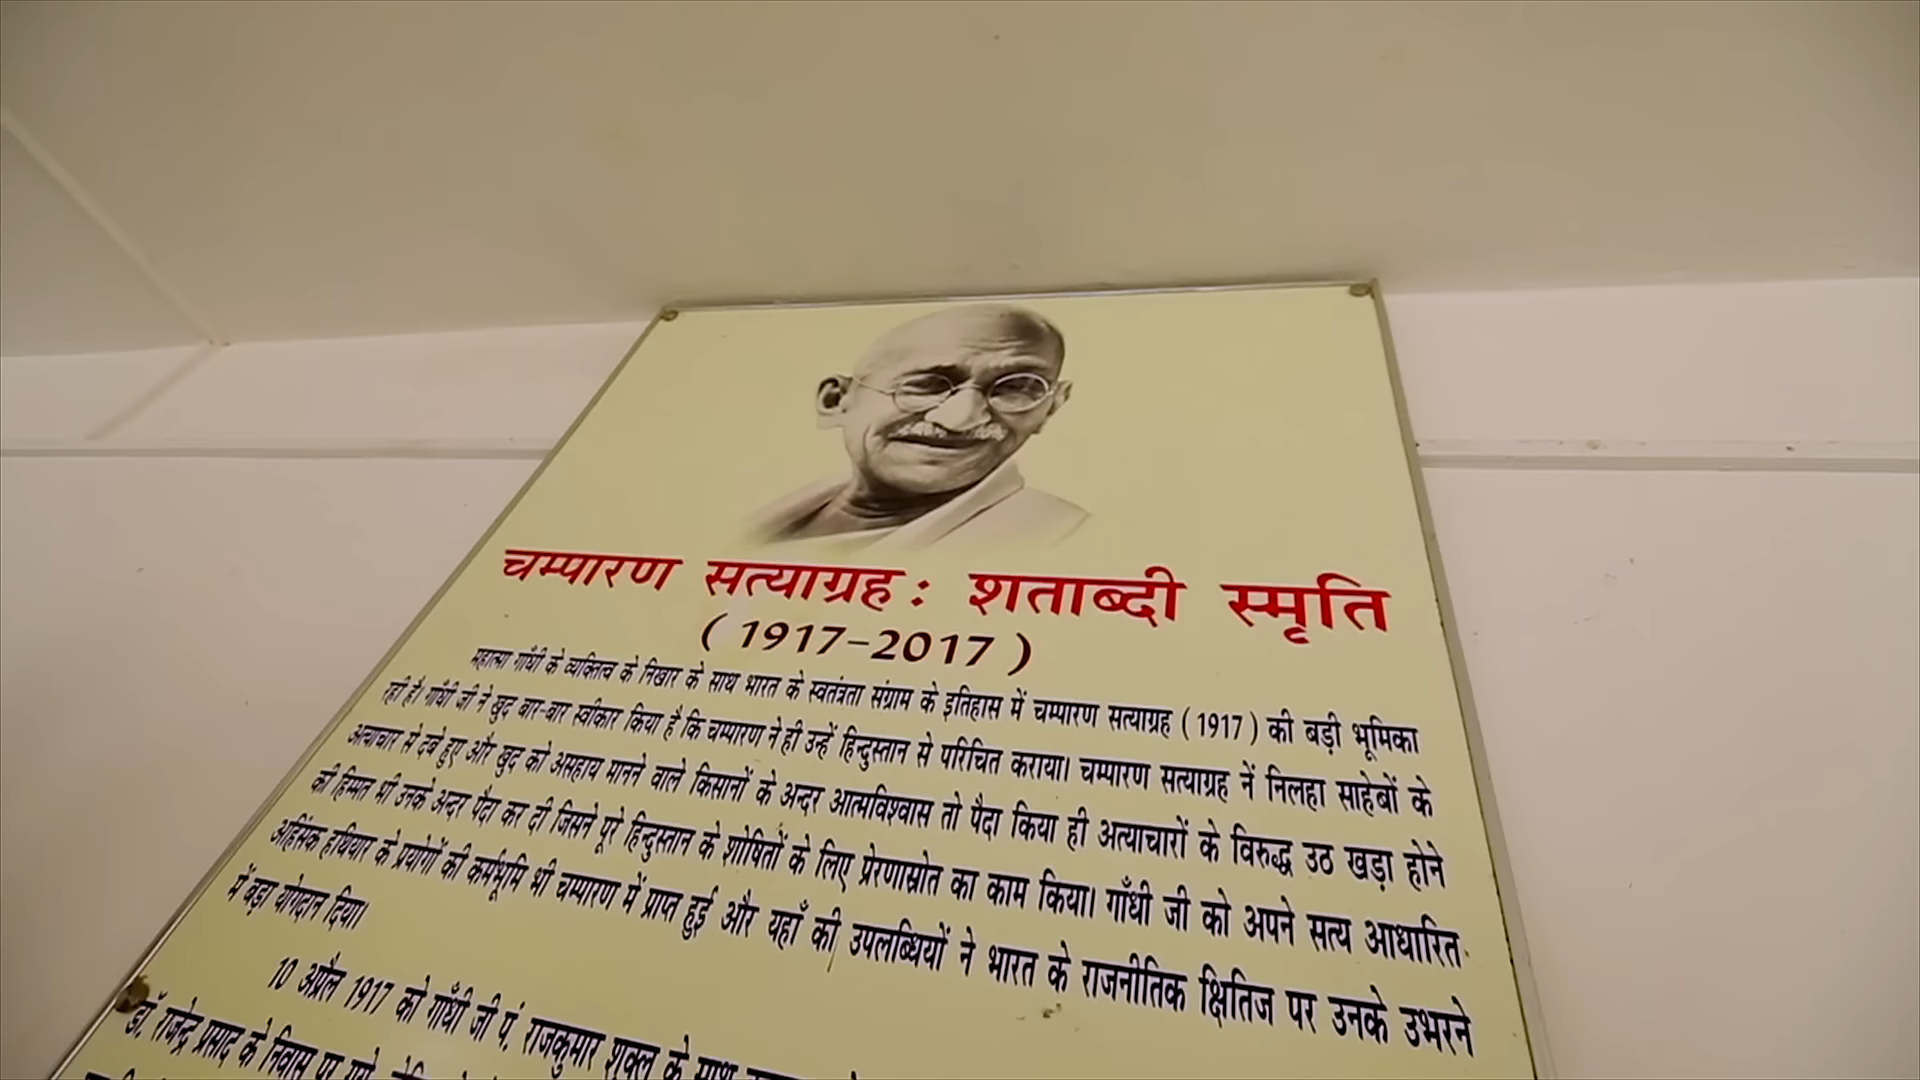 चम्पारण सत्याग्रह : शताब्दी स्मृति
( 1917-2017 )
महात्मा गाँधी के व्यक्तित्व के निखार के साथ भारत के स्वतंत्रता संग्राम के इतिहास में चम्पारण सत्याग्रह ( 1917 ) की बड़ी भूमिका
रही है। गाँधी जी ने खुद बार-बार स्वीकार किया है कि चम्पारण ने ही उन्हें हिन्दुस्तान से परिचित कराया। चम्पारण सत्याग्रह नें निलहा साहेबों के
अत्याचार से दबे हुए और खुद को असहाय मानने वाले किसानों के अन्दर आत्मविश्वास तो पैदा किया ही अत्याचारों के विरुद्ध उठ खड़ा होने
की हिम्मत भी उनके अन्दर पैदा कर दी जिसने पूरे हिन्दुस्तान के शोषितों के लिए प्रेरणास्रोत का काम किया। गाँधी जी को अपने सत्य आधारित
अहिंसक हथियार के प्रयोगों की कर्मभूमि भी चम्पारण में प्राप्त हुई और यहाँ की उपलब्धियों ने भारत के राजनीतिक क्षितिज पर उनके उभरने
में बड़ा योगदान दिया।
10 अप्रैल 1917 को गाँधी जी पं. राजकुमार शुक्ल के साथ
डॉ. राजेन्द्र प्रसाद के निवास पर गये